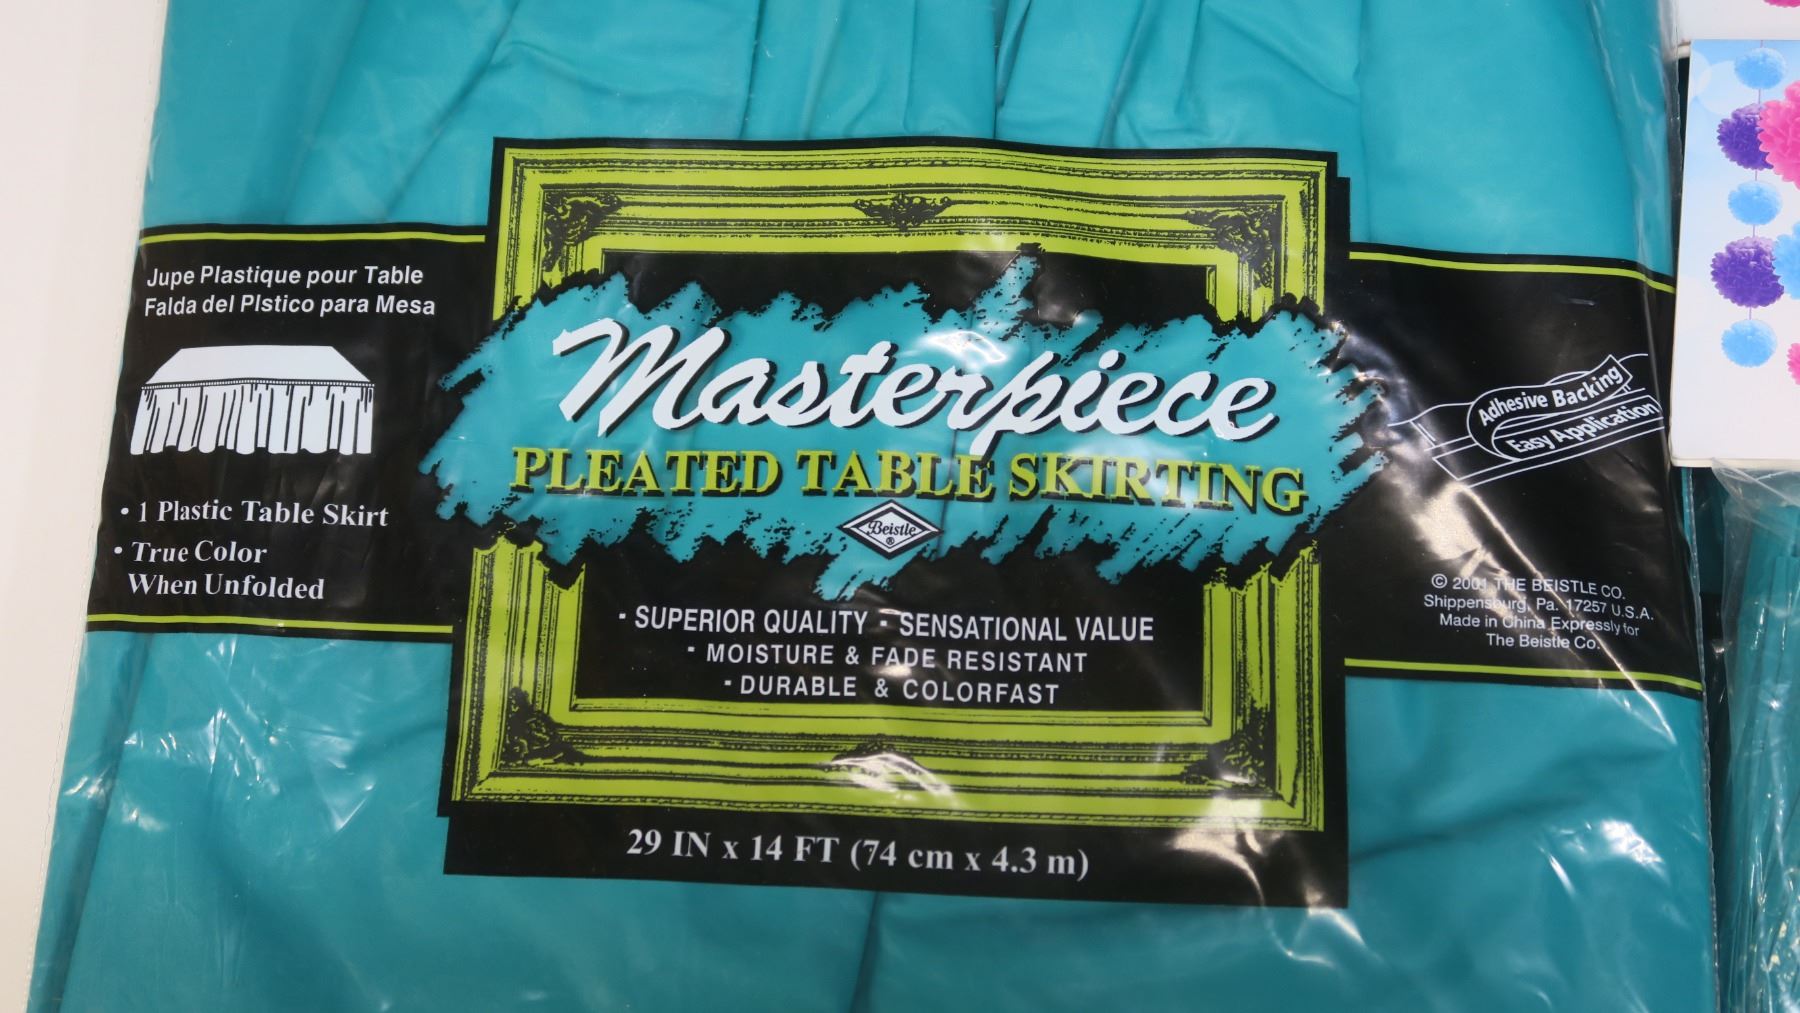 Jupe Plastique pour Table
Falda del Plstico para Mesa
• 1 Plastic Table Skirt
• True Color
When Unfolded
Masterpiece
PLEATED TABLE SKIRTING
Beistle
®
▪ SUPERIOR QUALITY ▪ SENSATIONAL VALUE
▪ MOISTURE & FADE RESISTANT
▪ DURABLE & COLORFAST
29 IN x 14 FT (74 cm x 4.3 m)
Adhesive Backing
Easy Application
© 2001 THE BEISTLE CO.
Shippensburg, Pa. 17257 U.S.A.
Made in China Expressly for
The Beistle Co.